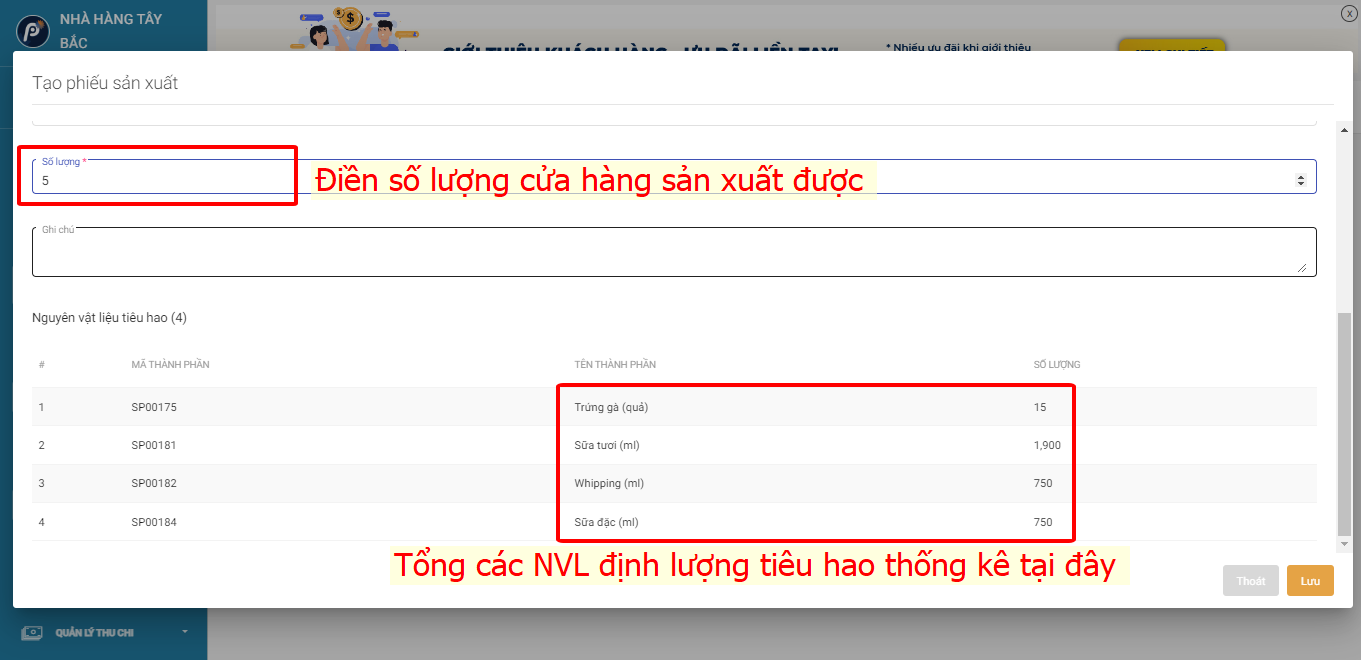 NHÀ HÀNG TÂY
BẮC
* Nhiều ưu đãi khi giới thiệu
Tạo phiếu sản xuất
Số lượng *
5
Điền số lượng cửa hàng sản xuất được
Ghi chú
Nguyên vật liệu tiêu hao (4)
# MÃ THÀNH PHẦN TÊN THÀNH PHẦN SỐ LƯỢNG
1 SP00175 Trứng gà (quả) 15
2 SP00181 Sữa tươi (ml) 1,900
3 SP00182 Whipping (ml) 750
4 SP00184 Sữa đặc (ml) 750
Tổng các NVL định lượng tiêu hao thống kê tại đây
Thoát Lưu
QUẢN LÝ THU CHI